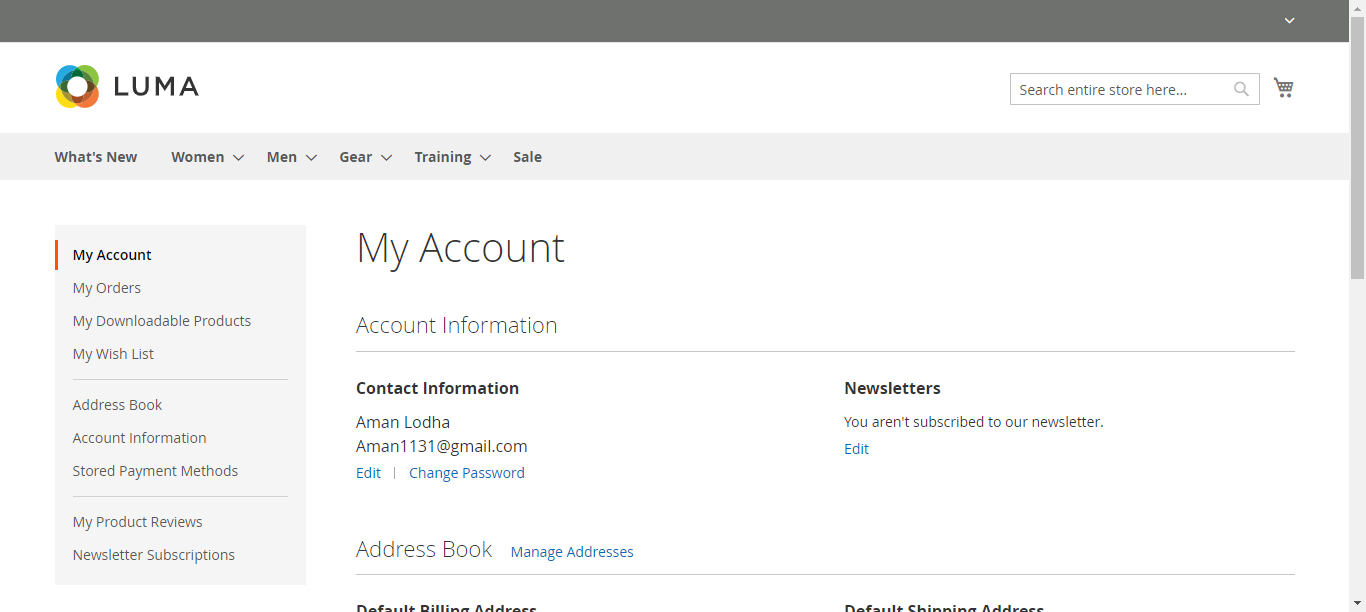 LUMA
Search entire store here...
What's New Women Men Gear Training Sale
My Account
My Orders
My Downloadable Products
My Wish List
Address Book
Account Information
Stored Payment Methods
My Product Reviews
Newsletter Subscriptions
My Account
Account Information
Contact Information
Aman Lodha
Aman1131@gmail.com
Edit | Change Password
Newsletters
You aren't subscribed to our newsletter.
Edit
Address Book Manage Addresses
Default Billing Address
Default Shipping Address